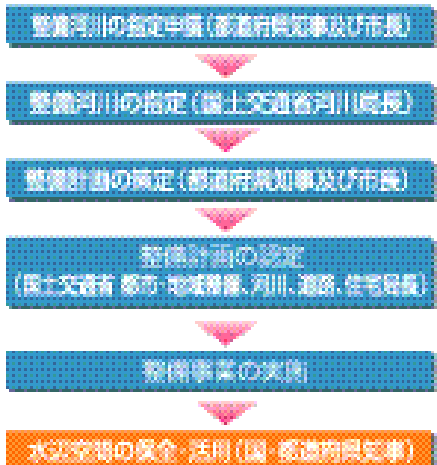 整備河川の指定申請(都道府県知事及び市長)
整備河川の指定(国土交通省河川局長)
整備計画の策定(都道府県知事及び市長)
整備計画の認定
(国土交通省 都市・地域整備、河川、道路、住宅局長)
整備事業の実施
水辺空間の保全・活用(国・都道府県知事)